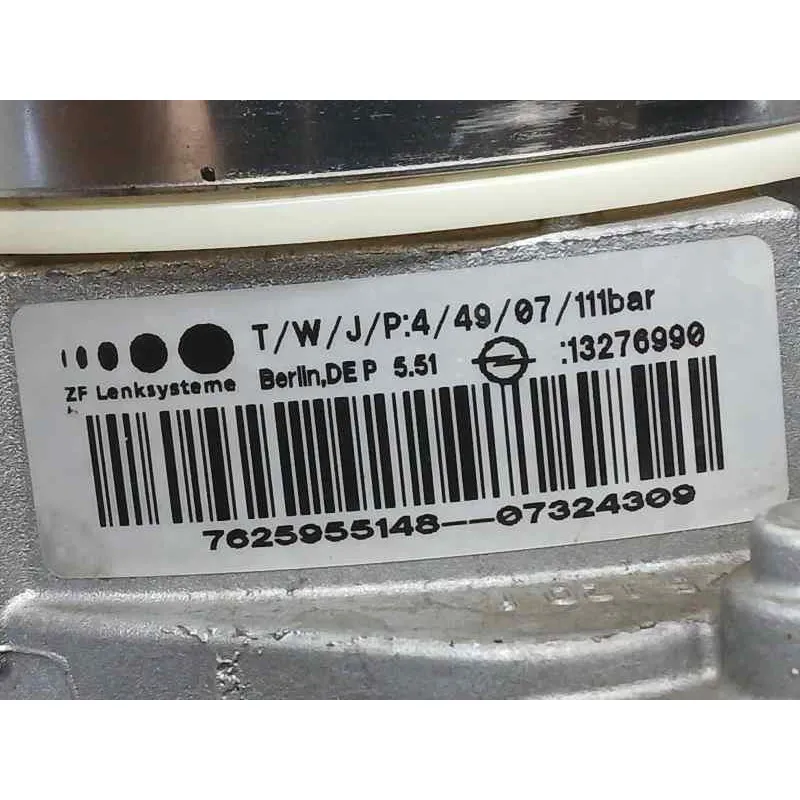 T/W/J/P:4/49/07/111bar
ZF Lenksysteme Berlin,DE P 5.51 :13276990
7625955148--07324309